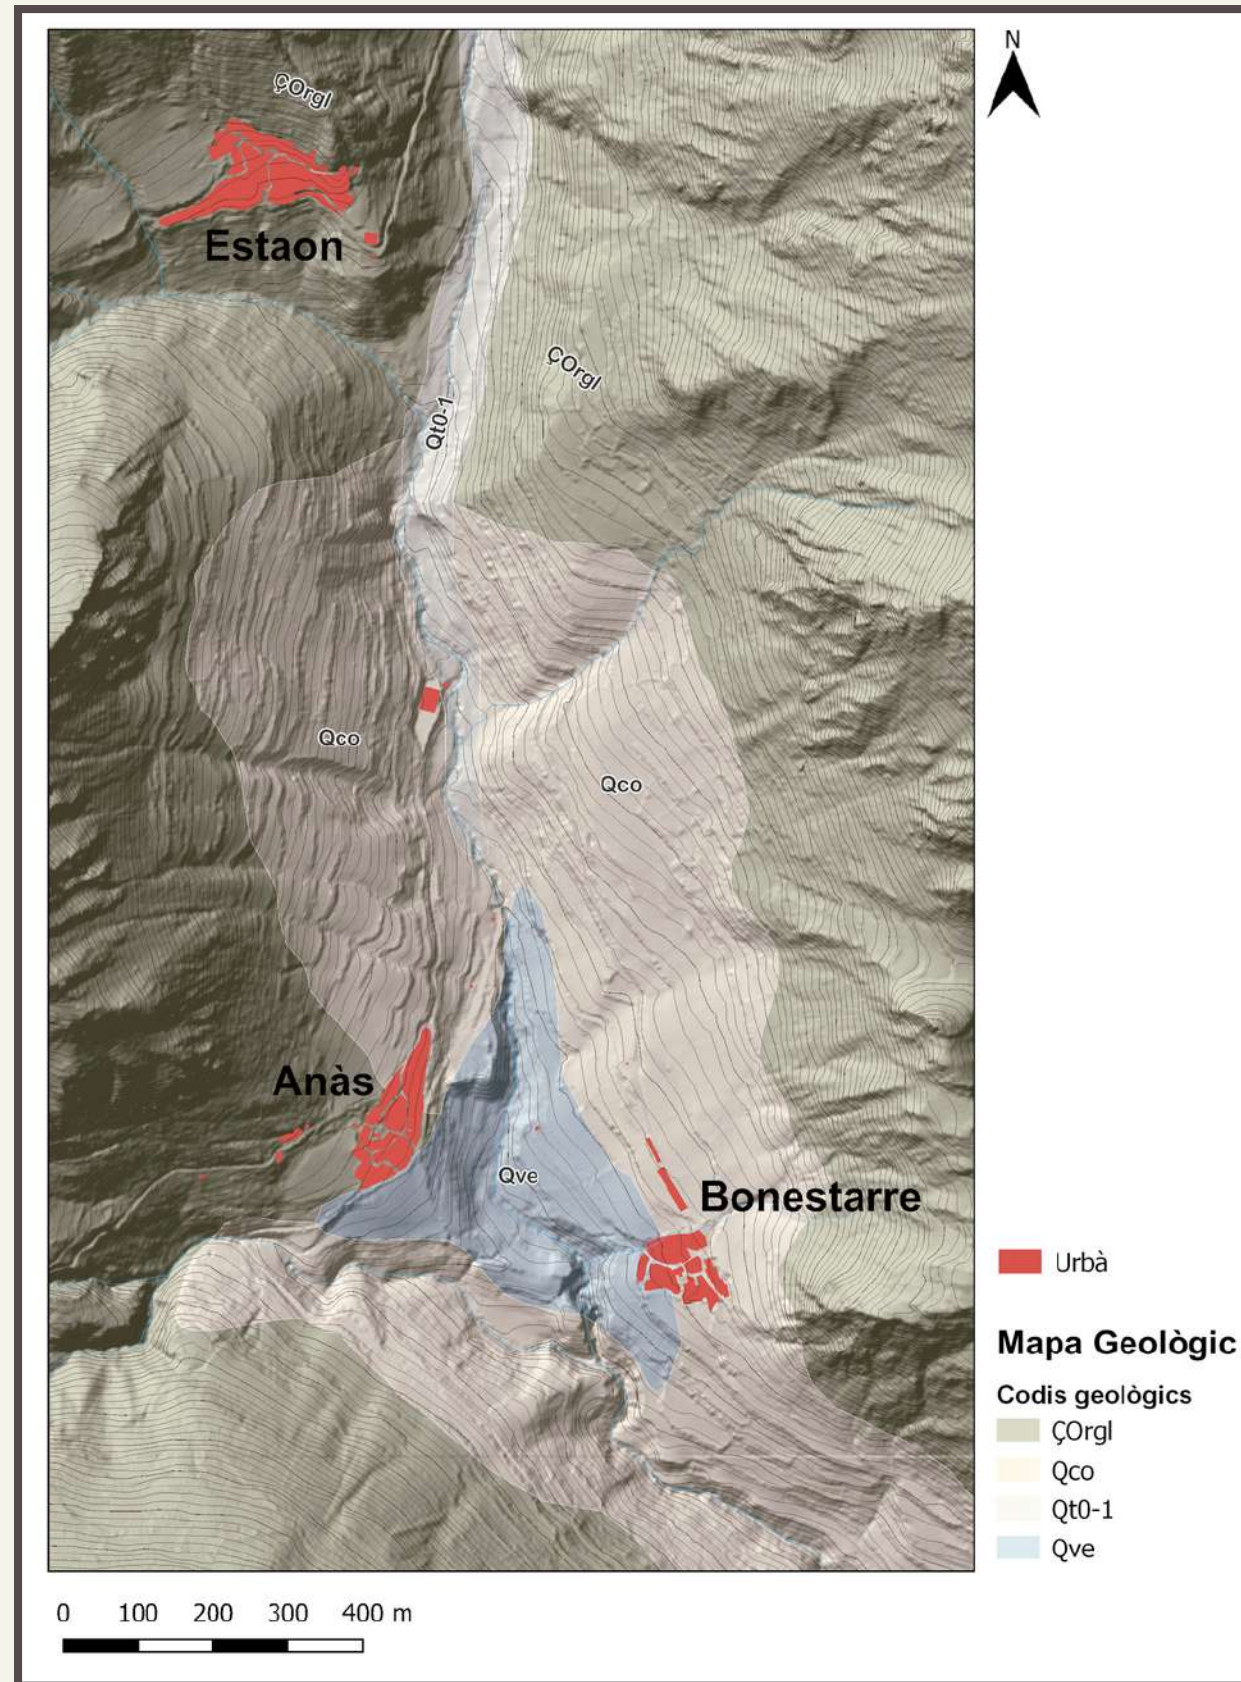 N
ÇOrgl
Estaon
ÇOrgl
Qt0-1
Qco
Qco
Anàs
Qve
Bonestarre
Urbà
Mapa Geològic
Codis geològics
ÇOrgl
Qco
Qt0-1
Qve
0 100 200 300 400 m